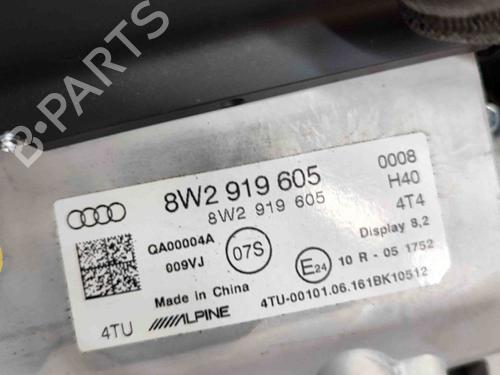 B-PARTS
8W2 919 605
8W2 919 605
0008
H40
4T4
QA00004A
009VJ
07S
Display 8,2
E24
10 R - 05 1752
Made in China
4TU
ALPINE
4TU-00101.06.161BK10512